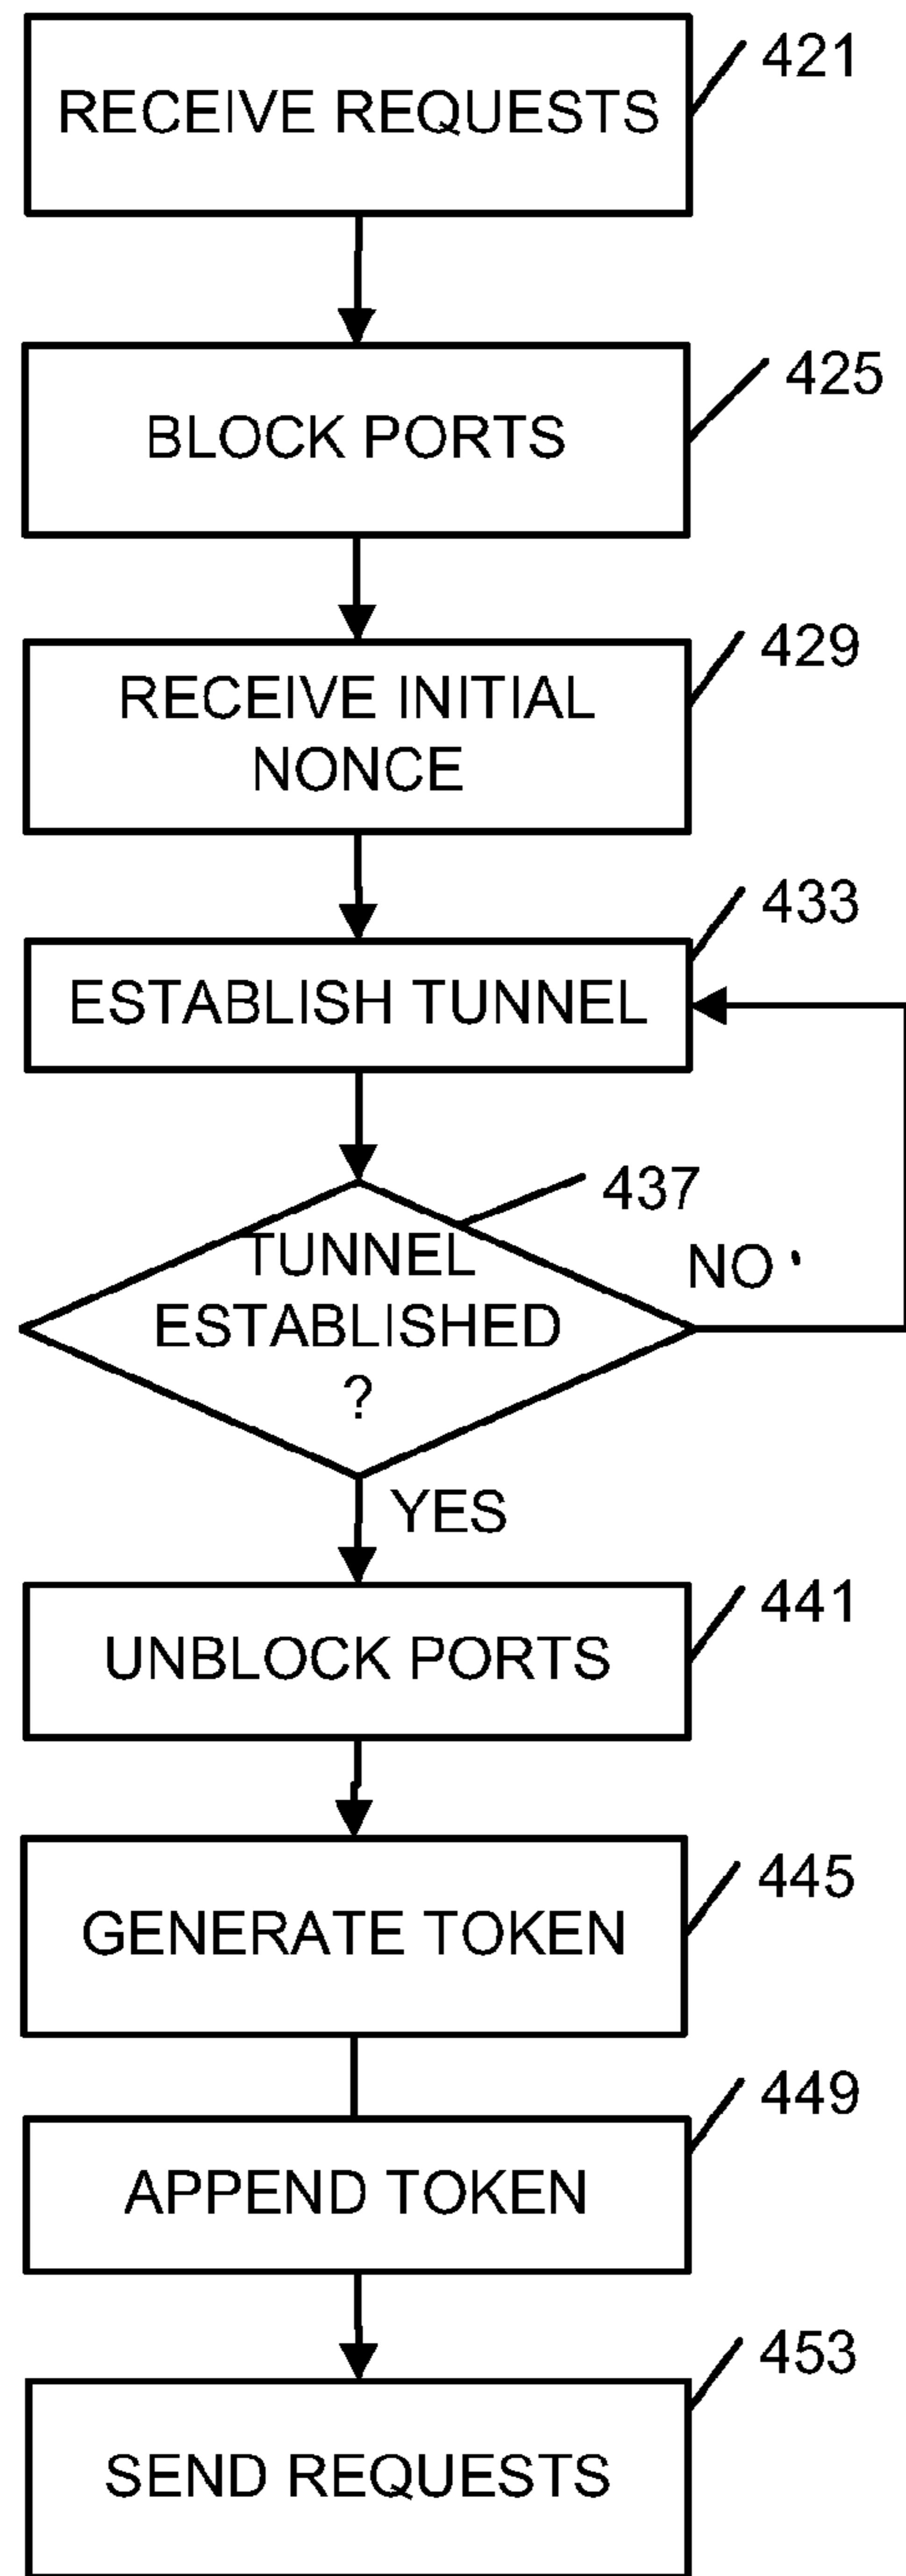 RECEIVE REQUESTS
421
BLOCK PORTS
425
RECEIVE INITIAL
NONCE
429
ESTABLISH TUNNEL
433
TUNNEL
ESTABLISHED
?
437
NO
YES
UNBLOCK PORTS
441
GENERATE TOKEN
445
APPEND TOKEN
449
SEND REQUESTS
453